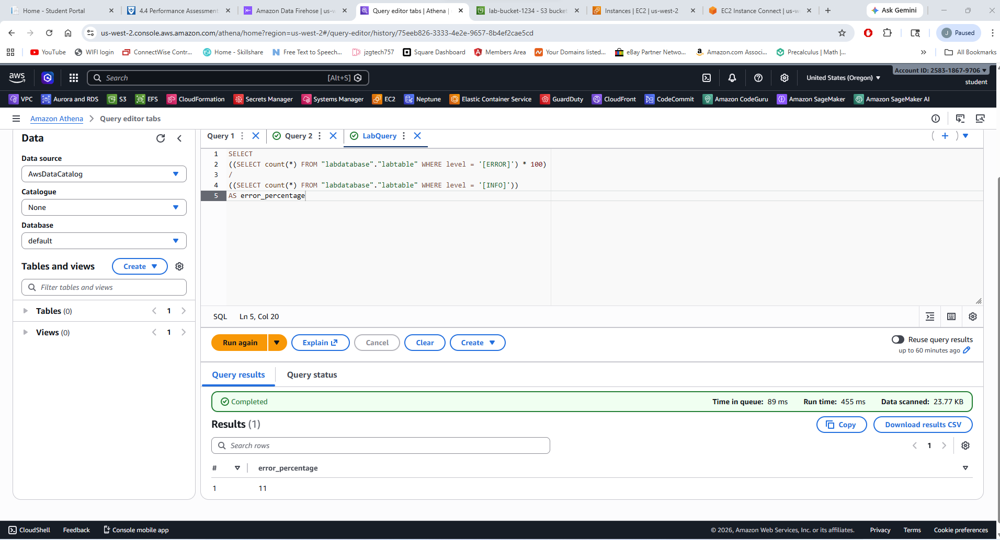 Home - Student Portal
4.4 Performance Assessment
Amazon Data Firehose | us-w
Query editor tabs | Athena |
lab-bucket-1234 - S3 bucket
Instances | EC2 | us-west-2
EC2 Instance Connect | us-w
Ask Gemini
us-west-2.console.aws.amazon.com/athena/home?region=us-west-2#/query-editor/history/75eeb826-3333-4e2e-9657-8b4ef2cae5cd
J Paused
YouTube
WIFI login
ConnectWise Contr...
Home - Skillshare
Free Text to Speech...
jzgtech757
Square Dashboard
Members Area
Your Domains listed...
eBay Partner Netwo...
Amazon.com Associ...
Precalculus | Math |...
All Bookmarks
aws
Search
[Alt+S]
United States (Oregon)
Account ID: 2583-1867-9706
student
VPC
Aurora and RDS
S3
EFS
CloudFormation
Secrets Manager
Systems Manager
EC2
Neptune
Elastic Container Service
GuardDuty
CloudFront
CodeCommit
Amazon CodeGuru
Amazon SageMaker
Amazon SageMaker AI
Amazon Athena
Query editor tabs
Data
Data source
AwsDataCatalog
Catalogue
None
Database
default
Tables and views
Create
Filter tables and views
Tables (0)
1
Views (0)
1
Query 1
Query 2
LabQuery
1 SELECT
2 ((SELECT count(*) FROM "labdatabase"."labtable" WHERE level = '[ERROR]') * 100)
3 /
4 ((SELECT count(*) FROM "labdatabase"."labtable" WHERE level = '[INFO]'))
5 AS error_percentage
SQL
Ln 5, Col 20
Run again
Explain
Cancel
Clear
Create
Reuse query results
up to 60 minutes ago
Query results
Query status
Completed
Time in queue: 89 ms
Run time: 455 ms
Data scanned: 23.77 KB
Results (1)
Copy
Download results CSV
Search rows
1
# error_percentage
1 11
CloudShell
Feedback
Console mobile app
© 2026, Amazon Web Services, Inc. or its affiliates.
Privacy
Terms
Cookie preferences